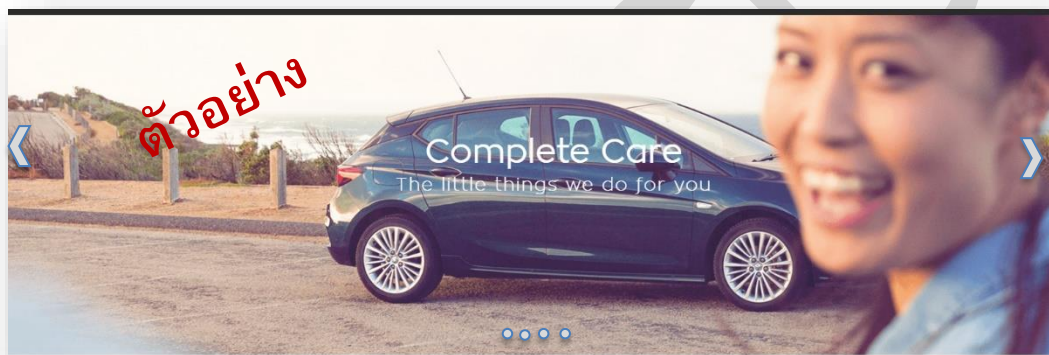 ตัวอย่าง
Complete Care
The little things we do for you